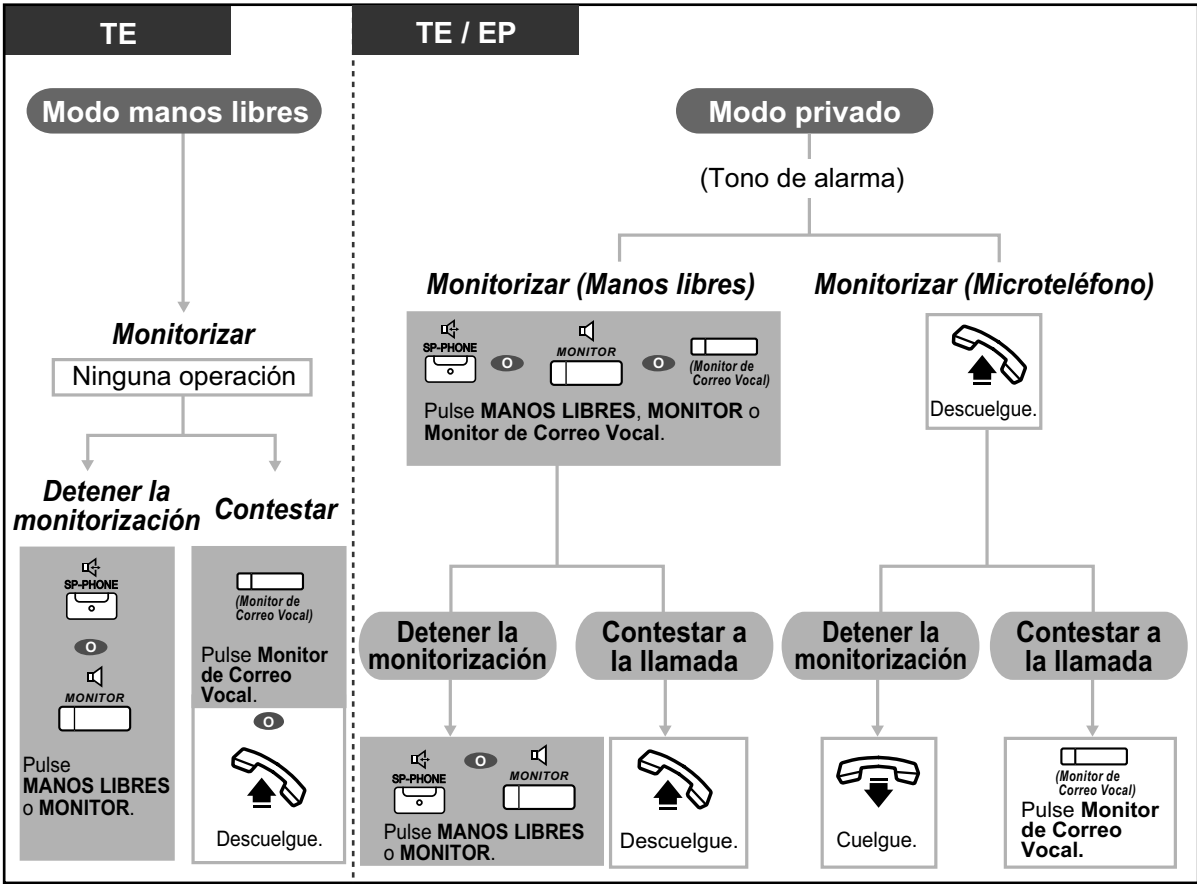 TE
Modo manos libres
Monitorizar
Ninguna operación
Detener la
monitorización
SP-PHONE
O
MONITOR
Pulse
MANOS LIBRES
o MONITOR.
Contestar
(Monitor de
Correo Vocal)
Pulse Monitor
de Correo
Vocal.
O
Descuelgue.
TE / EP
Modo privado
(Tono de alarma)
Monitorizar (Manos libres)
SP-PHONE
O
MONITOR
O
(Monitor de
Correo Vocal)
Pulse MANOS LIBRES, MONITOR o
Monitor de Correo Vocal.
Detener la
monitorización
SP-PHONE
O
MONITOR
Pulse MANOS LIBRES
o MONITOR.
Contestar a
la llamada
Descuelgue.
Monitorizar (Microteléfono)
Descuelgue.
Detener la
monitorización
Cuelgue.
Contestar a
la llamada
(Monitor de
Correo Vocal)
Pulse Monitor
de Correo
Vocal.